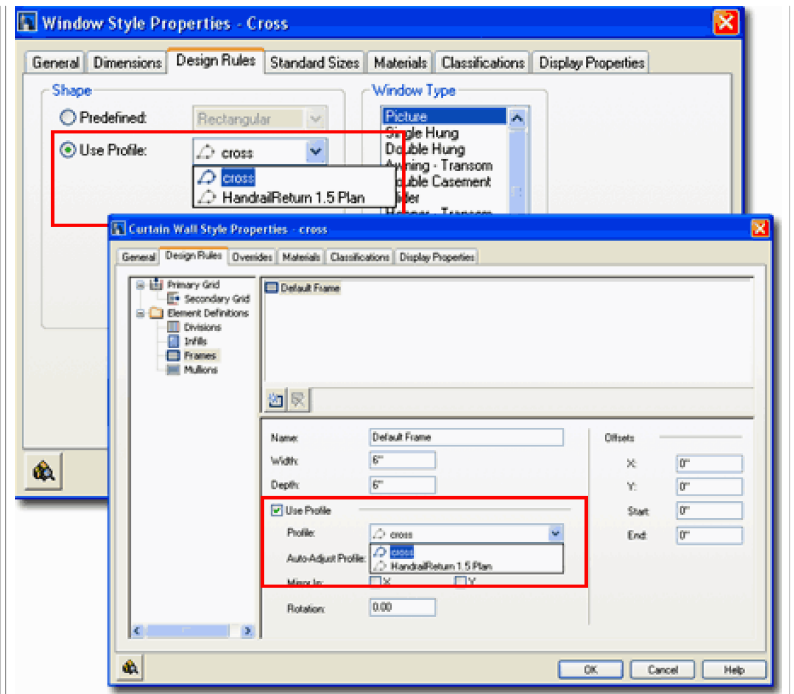 Window Style Properties - Cross
General Dimensions Design Rules Standard Sizes Materials Classifications Display Properties
Shape
Window Type
Predefined:
Rectangular
Picture
Single Hung
Use Profile:
cross
Double Hung
Awning - Transom
cross
Double Casement
HandrailReturn 1.5 Plan
Curtain Wall Style Properties - cross
General Design Rules Overrides Materials Classifications Display Properties
Primary Grid
Default Frame
Secondary Grid
Element Definitions
Divisions
Infills
Frames
Mullions
Name:
Default Frame
Offsets
Width:
6"
X:
0"
Depth:
6"
Y:
0"
Use Profile
Start:
0"
Profile:
cross
End:
0"
Auto-Adjust Profile:
cross
HandrailReturn 1.5 Plan
Mirror In:
X
Y
Rotation:
0.00
OK Cancel Help